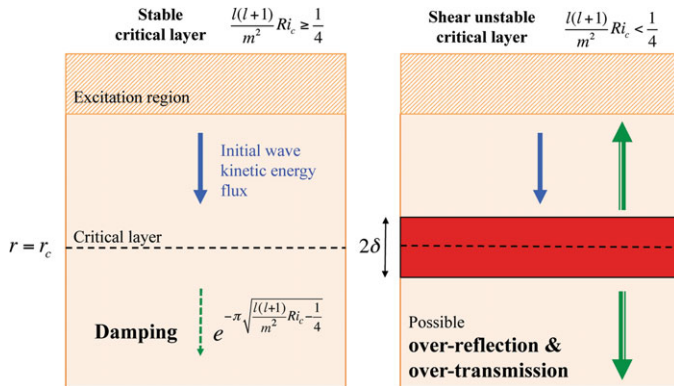 Stable
critical layer
l(l+1)/m² Ri_c ≥ 1/4
Excitation region
Initial wave
kinetic energy
flux
Critical layer
r = r_c
Damping
e^{-π√(l(l+1)/m² Ri_c − 1/4)}
Shear unstable
critical layer
l(l+1)/m² Ri_c < 1/4
2δ
Possible
over-reflection &
over-transmission